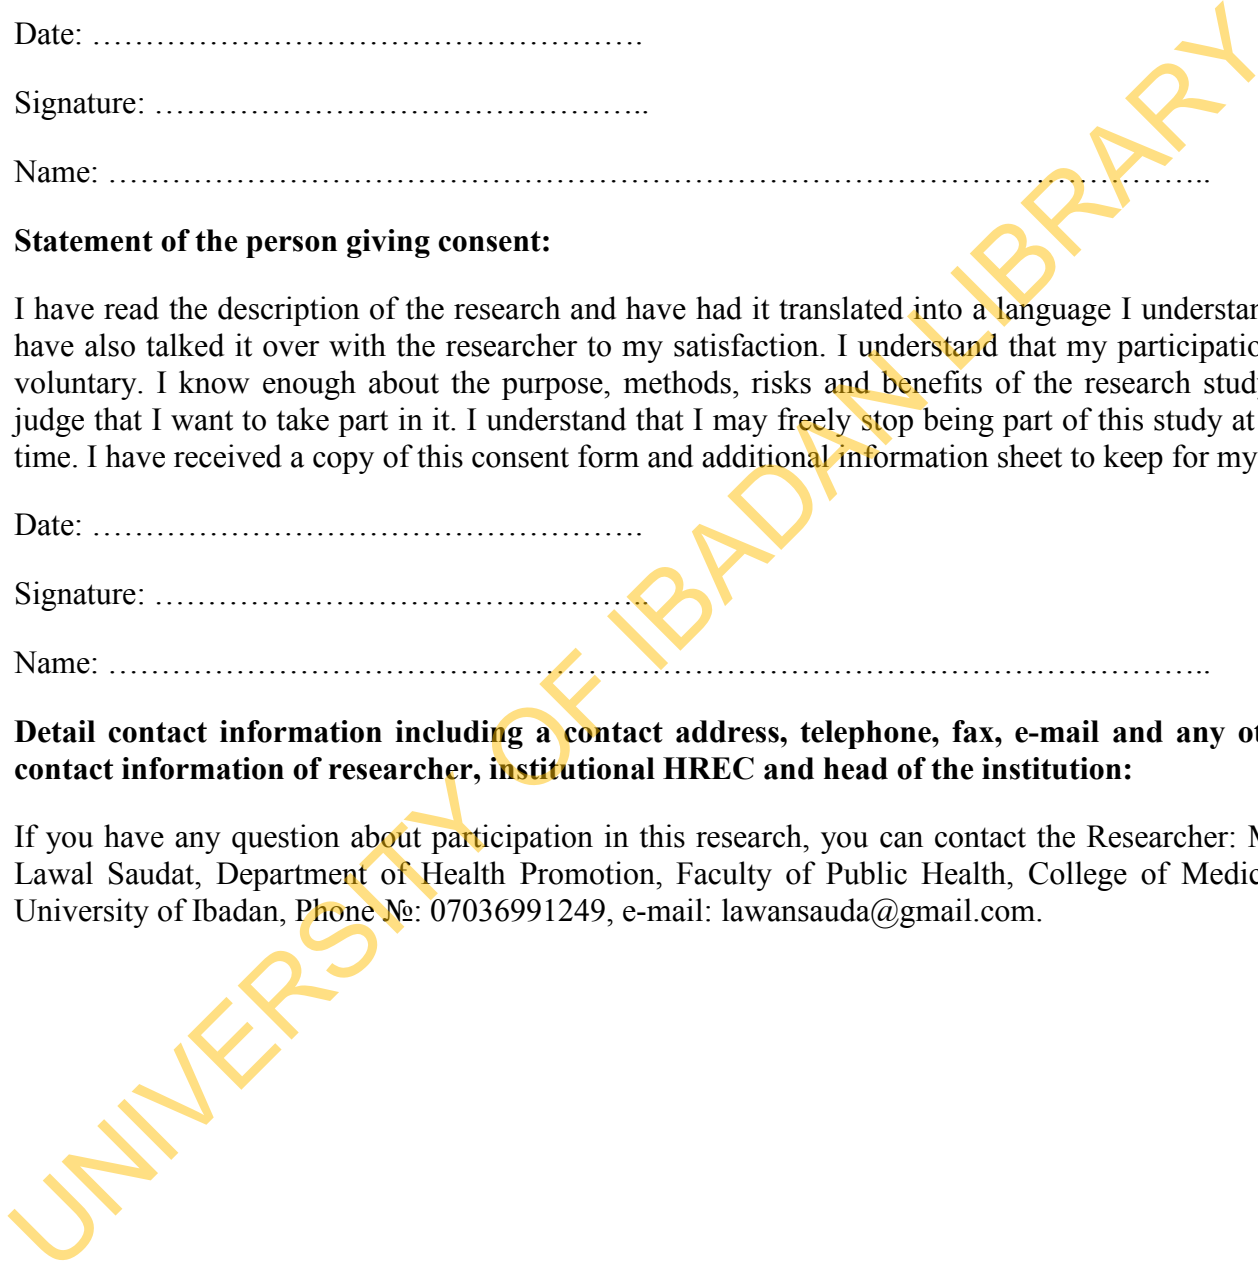 Date: …………………………………………….
Signature: ………………………………………..
Name: …………………………………………………………………………………………..
Statement of the person giving consent:
I have read the description of the research and have had it translated into a language I
have also talked it over with the researcher to my satisfaction. I understand that my
voluntary. I know enough about the purpose, methods, risks and benefits of the research
judge that I want to take part in it. I understand that I may freely stop being part of this study at
time. I have received a copy of this consent form and additional information sheet to keep for my
Date: …………………………………………….
Signature: ………………………………………..
Name: …………………………………………………………………………………………..
Detail contact information including a contact address, telephone, fax, e-mail and any
contact information of researcher, institutional HREC and head of the institution:
If you have any question about participation in this research, you can contact the Researcher:
Lawal Saudat, Department of Health Promotion, Faculty of Public Health, College of
University of Ibadan, Phone №: 07036991249, e-mail: lawansauda@gmail.com.
UNIVERSITY OF IBADAN LIBRARY